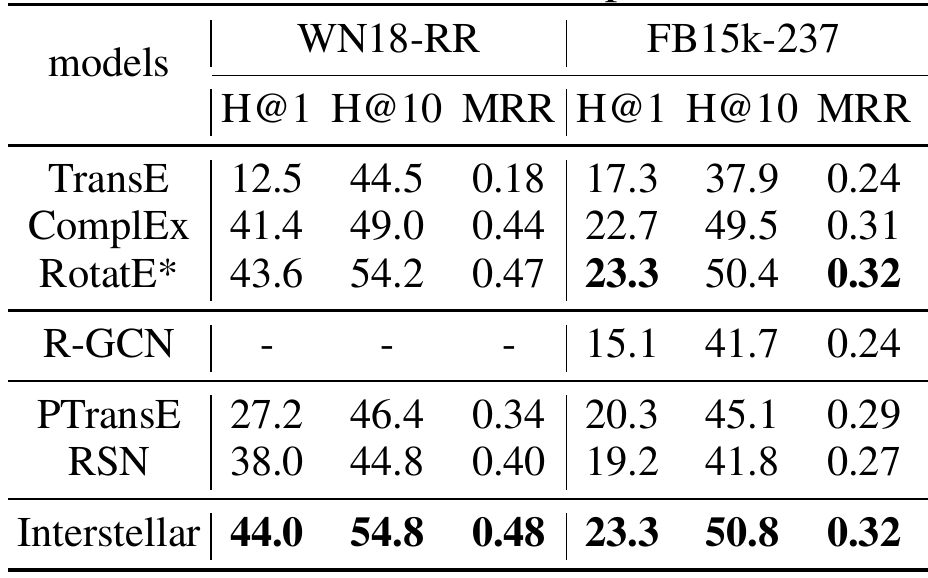 models WN18-RR FB15k-237
H@1 H@10 MRR H@1 H@10 MRR
TransE 12.5 44.5 0.18 17.3 37.9 0.24
ComplEx 41.4 49.0 0.44 22.7 49.5 0.31
RotatE* 43.6 54.2 0.47 23.3 50.4 0.32
R-GCN - - - 15.1 41.7 0.24
PTransE 27.2 46.4 0.34 20.3 45.1 0.29
RSN 38.0 44.8 0.40 19.2 41.8 0.27
Interstellar 44.0 54.8 0.48 23.3 50.8 0.32